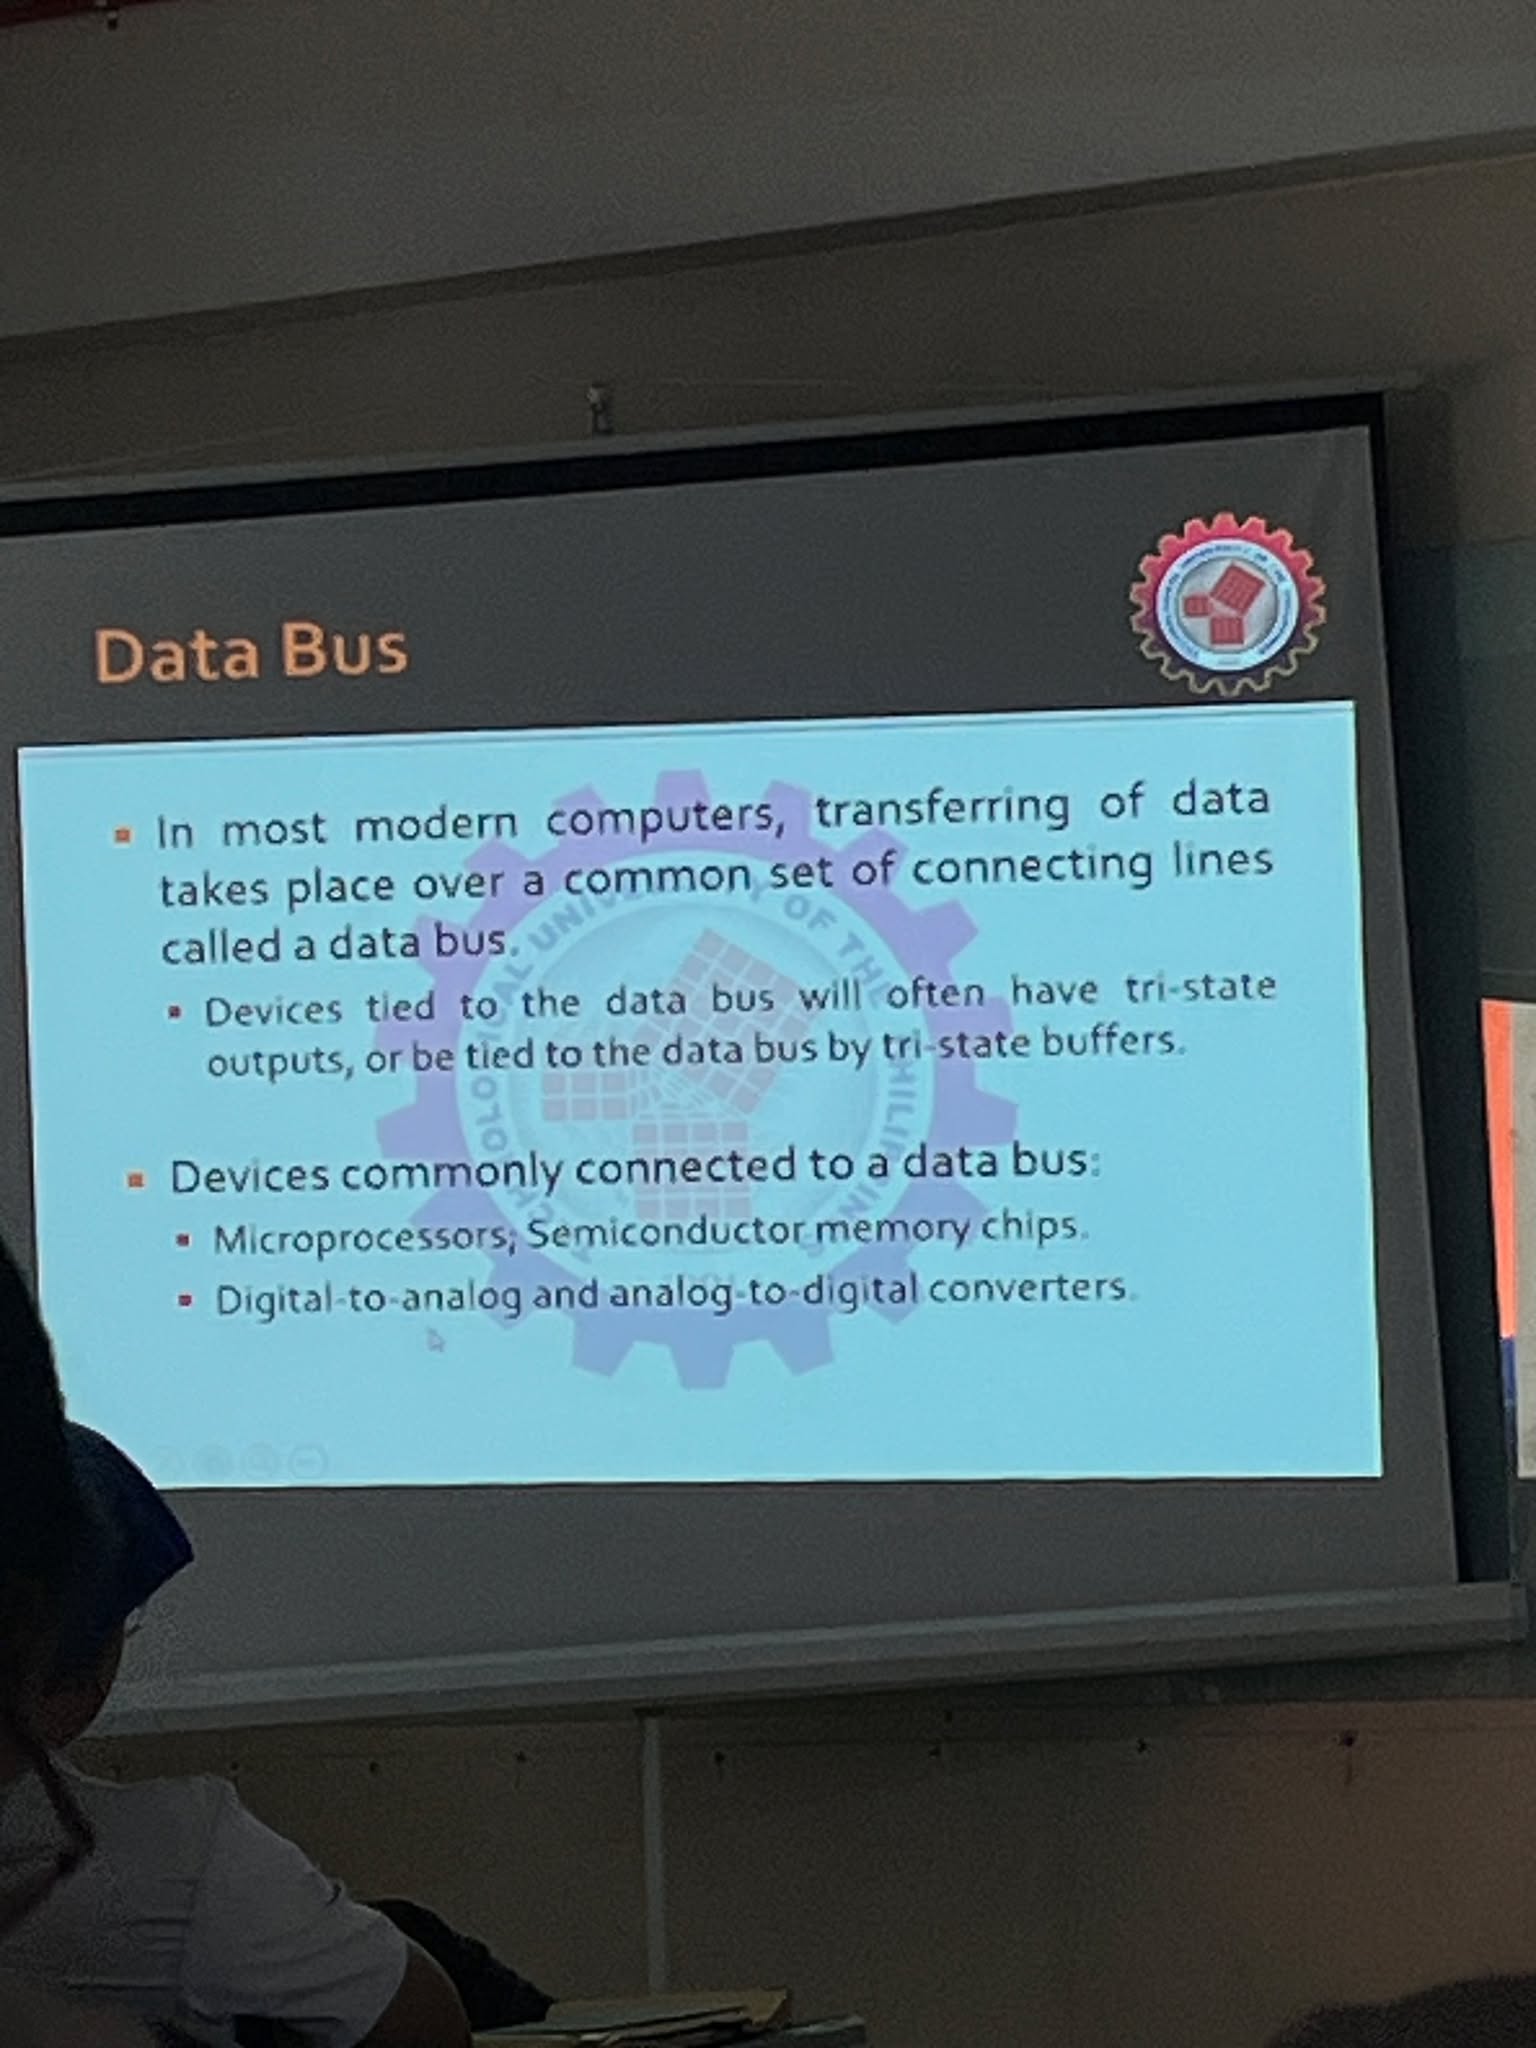 Data Bus
In most modern computers, transferring of data
takes place over a common set of connecting lines
called a data bus.
Devices tied to the data bus will often have tri-state
outputs, or be tied to the data bus by tri-state buffers.
Devices commonly connected to a data bus:
Microprocessors; Semiconductor memory chips.
Digital-to-analog and analog-to-digital converters.